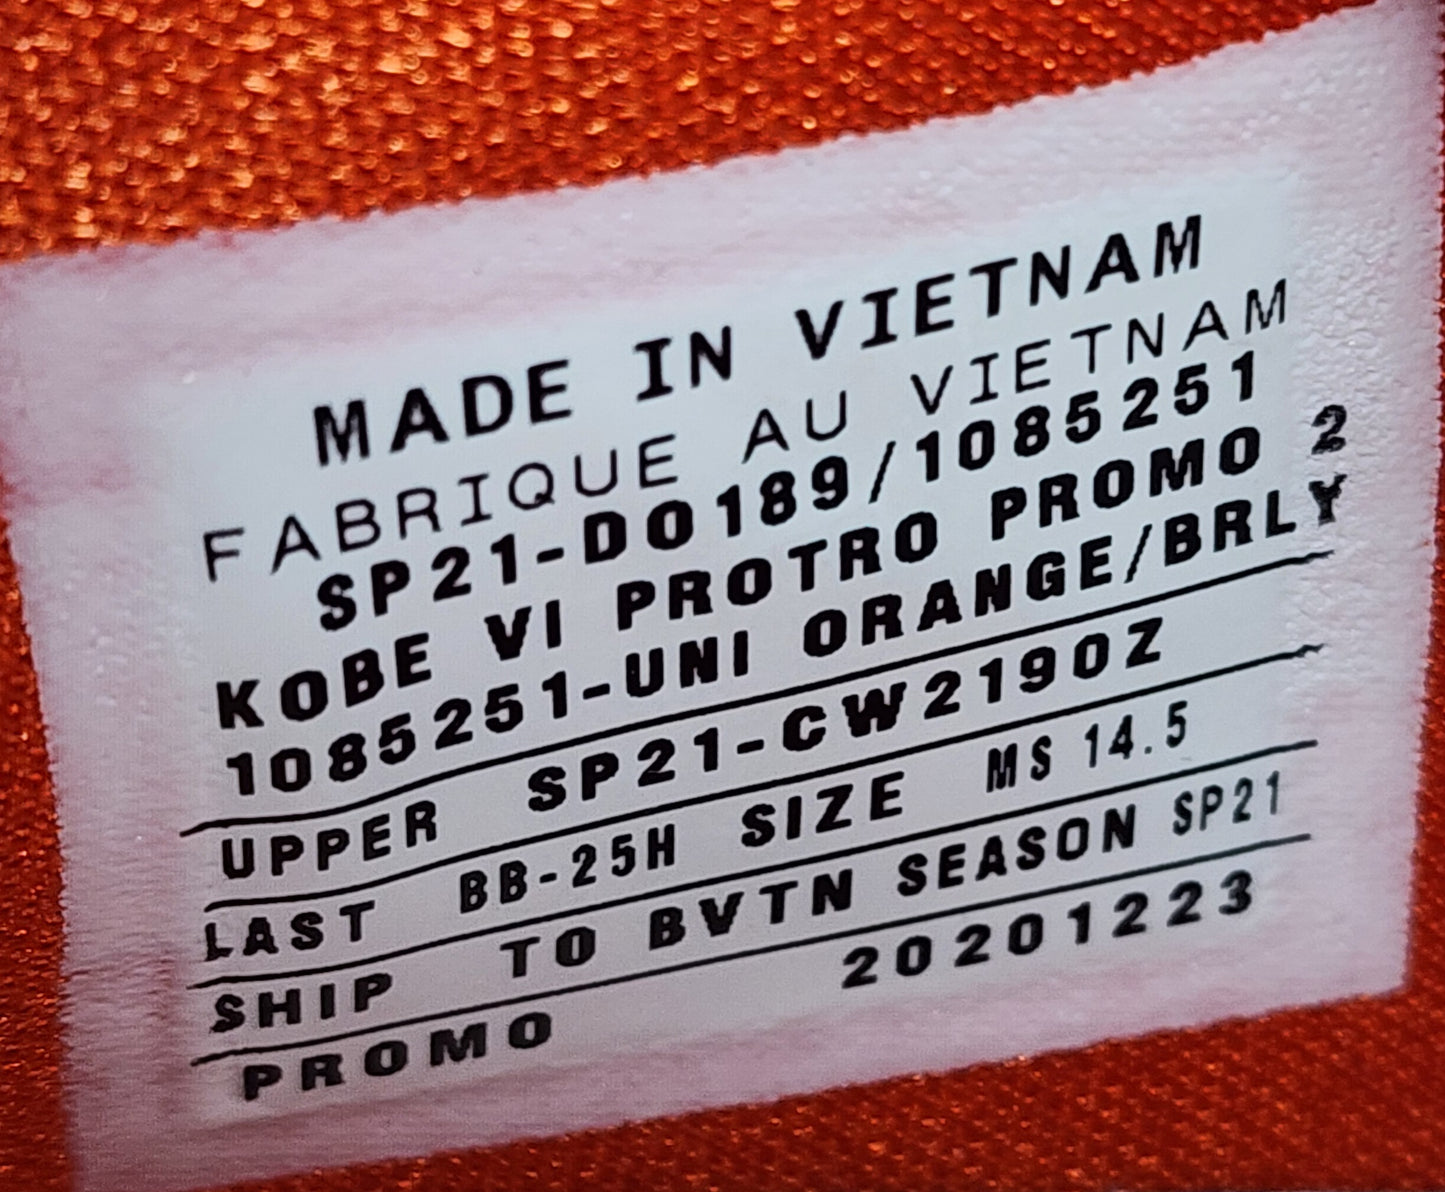 MADE IN VIETNAM
FABRIQUE AU VIETNAM
SP21-DO189/1085251
KOBE VI PROTRO PROMO 2
1085251-UNI ORANGE/BRLY
UPPER SP21-CW2190Z
LAST BB-25H SIZE MS 14.5
SHIP TO BVTN SEASON SP21
PROMO 20201223